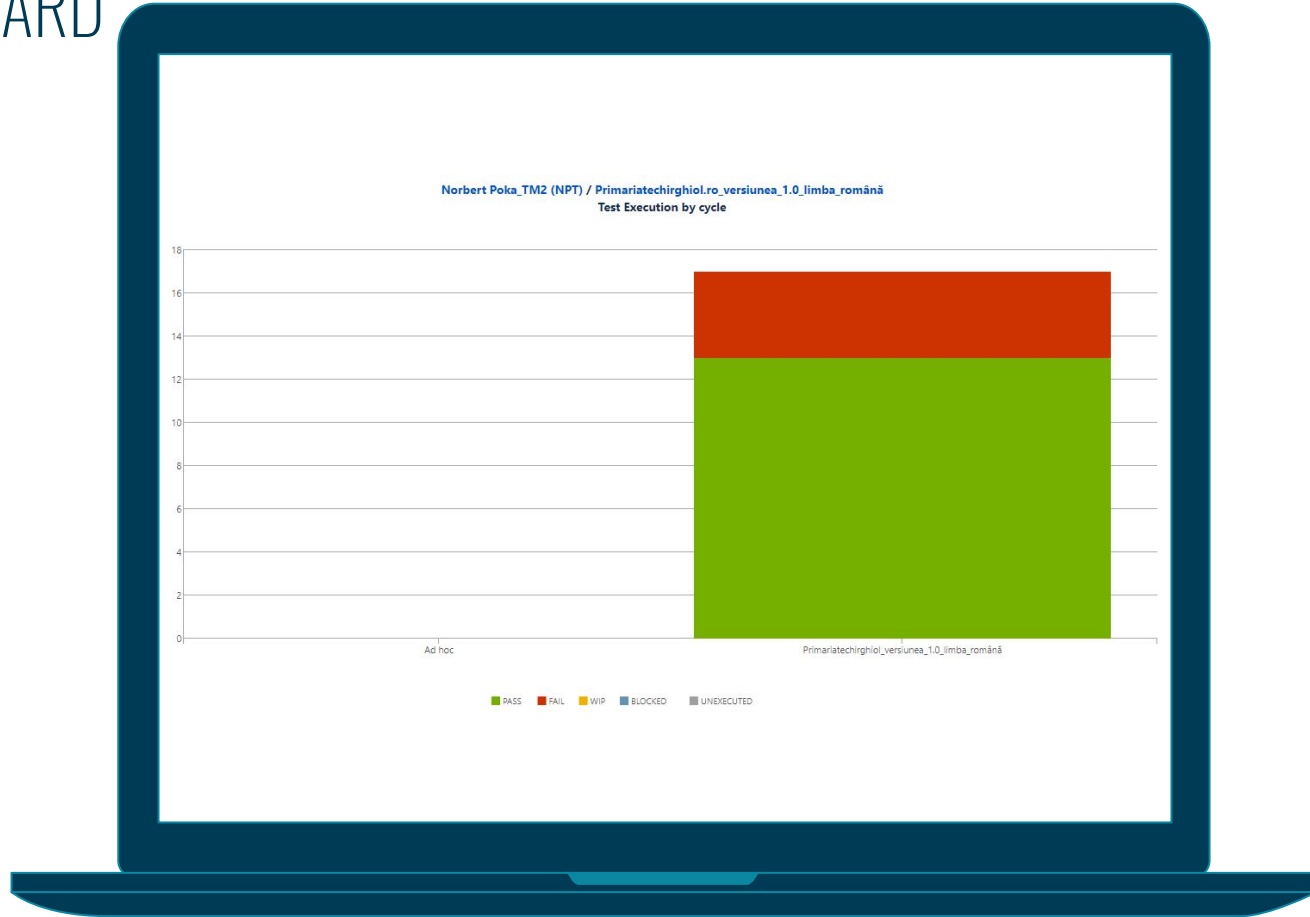 ARD
Norbert Poka_TM2 (NPT) / Primariatechirghiol.ro_versiunea_1.0_limba_română
Test Execution by cycle
18
16
14
12
10
8
6
4
2
0
Ad hoc
Primariatechirghiol_versiunea_1.0_limba_română
PASS FAIL WIP BLOCKED UNEXECUTED